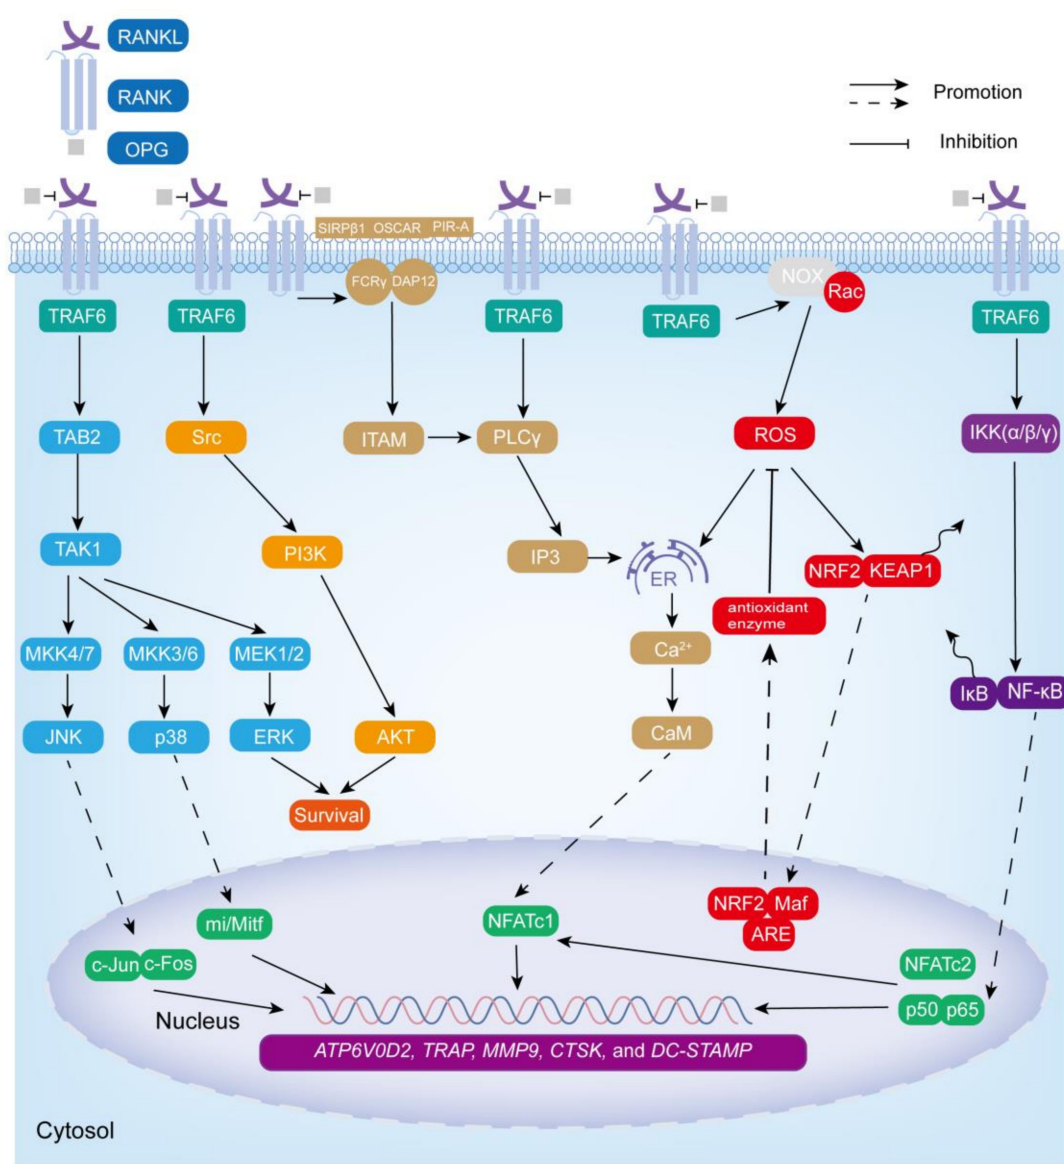 RANKL
RANK
OPG
Promotion
Inhibition
SIRPβ1 OSCAR PIR-A
FCRγ DAP12
NOX
Rac
TRAF6
TRAF6
TRAF6
TRAF6
TRAF6
TAB2
Src
ITAM
PLCγ
ROS
IKK(α/β/γ)
TAK1
PI3K
IP3
ER
NRF2 KEAP1
antioxidant
enzyme
MKK4/7
MKK3/6
MEK1/2
Ca²⁺
IκB NF-κB
JNK
p38
ERK
AKT
CaM
Survival
mi/Mitf
NFATc1
NRF2 Maf
ARE
c-Jun c-Fos
NFATc2
p50 p65
Nucleus
ATP6V0D2, TRAP, MMP9, CTSK, and DC-STAMP
Cytosol